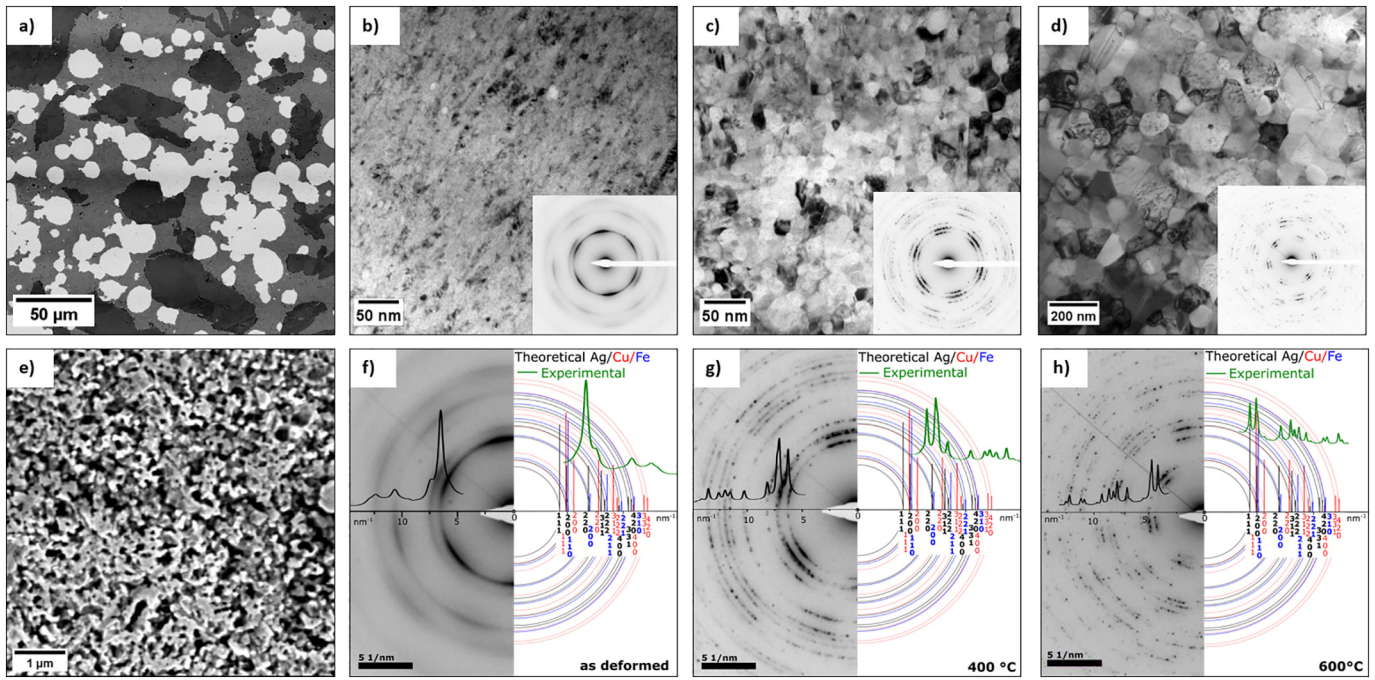 a)
b)
c)
d)
50 µm
50 nm
50 nm
200 nm
e)
f)
g)
h)
Theoretical Ag/Cu/Fe
Experimental
Theoretical Ag/Cu/Fe
Experimental
Theoretical Ag/Cu/Fe
Experimental
nm⁻¹ 10 5 0 nm⁻¹
nm⁻¹ 10 5 0 nm⁻¹
nm⁻¹ 10 5 0 nm⁻¹
1 µm
5 1/nm
as deformed
5 1/nm
400 °C
5 1/nm
600°C